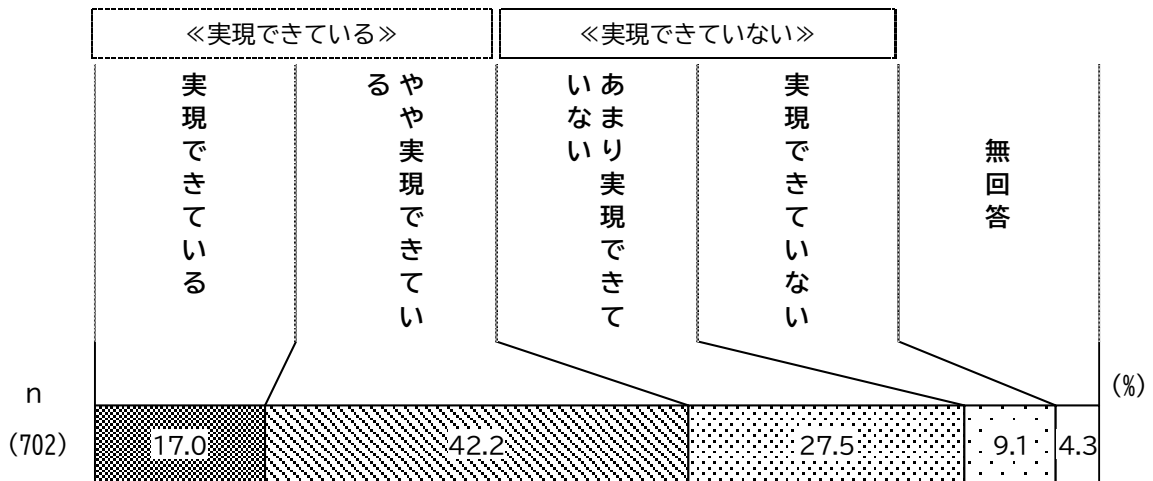 ≪実現できている≫
≪実現できていない≫
実現できている
やや実現できてい
る
あまり実現できて
いない
実現できていない
無回答
n
(%)
(702)
17.0
42.2
27.5
9.1
4.3